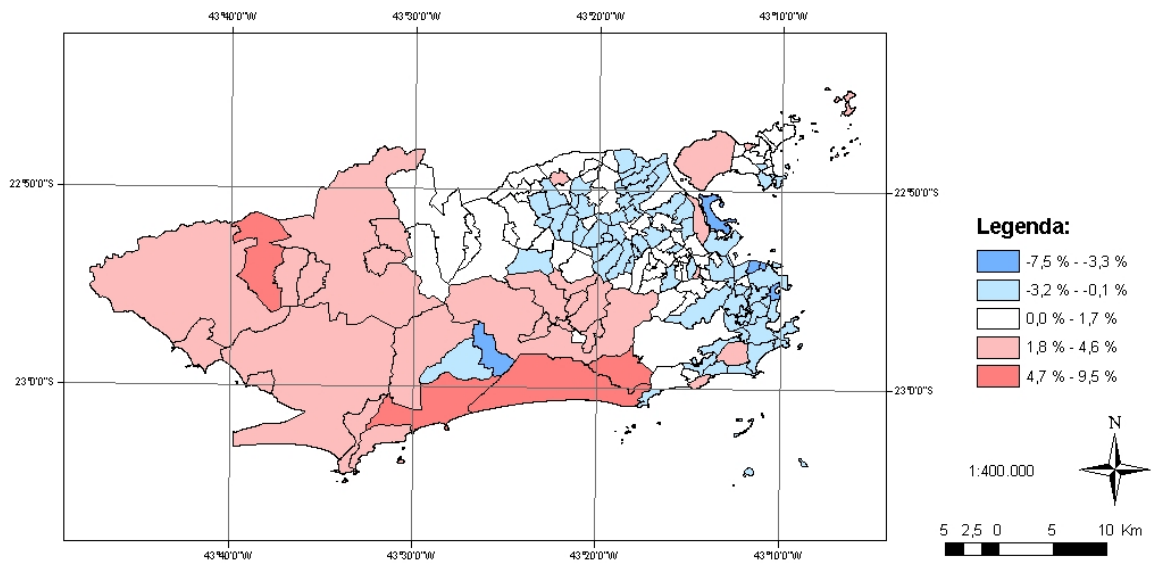 43°40'0"W 43°30'0"W 43°20'0"W 43°10'0"W
22°50'0"S 22°50'0"S
23°0'0"S 23°0'0"S
43°40'0"W 43°30'0"W 43°20'0"W 43°10'0"W
Legenda:
-7,5 % - -3,3 %
-3,2 % - -0,1 %
0,0 % - 1,7 %
1,8 % - 4,6 %
4,7 % - 9,5 %
N
1:400.000
5 2,5 0 5 10 Km